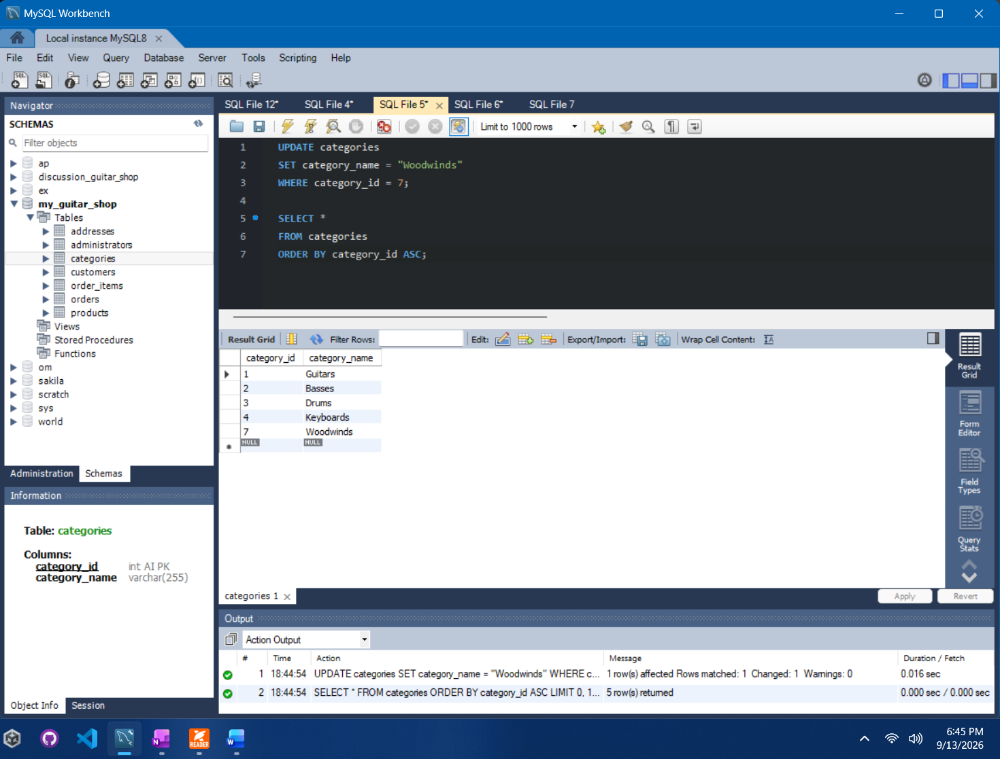 MySQL Workbench
Local instance MySQL8
File Edit View Query Database Server Tools Scripting Help
Navigator
SCHEMAS
Filter objects
ap
discussion_guitar_shop
ex
my_guitar_shop
Tables
addresses
administrators
categories
customers
order_items
orders
products
Views
Stored Procedures
Functions
om
sakila
scratch
sys
world
Administration Schemas
Information
Table: categories
Columns:
category_id int AI PK
category_name varchar(255)
Object Info Session
SQL File 12* SQL File 4* SQL File 5* SQL File 6* SQL File 7
Limit to 1000 rows
1 UPDATE categories
2 SET category_name = "Woodwinds"
3 WHERE category_id = 7;
4
5 SELECT *
6 FROM categories
7 ORDER BY category_id ASC;
Result Grid Filter Rows: Edit: Export/Import: Wrap Cell Content:
category_id category_name
1 Guitars
2 Basses
3 Drums
4 Keyboards
7 Woodwinds
NULL NULL
Result Grid
Form Editor
Field Types
Query Stats
categories 1
Apply Revert
Output
Action Output
# Time Action Message Duration / Fetch
1 18:44:54 UPDATE categories SET category_name = "Woodwinds" WHERE c... 1 row(s) affected Rows matched: 1 Changed: 1 Warnings: 0 0.016 sec
2 18:44:54 SELECT * FROM categories ORDER BY category_id ASC LIMIT 0, 1... 5 row(s) returned 0.000 sec / 0.000 sec
N
READER
W
6:45 PM
9/13/2026